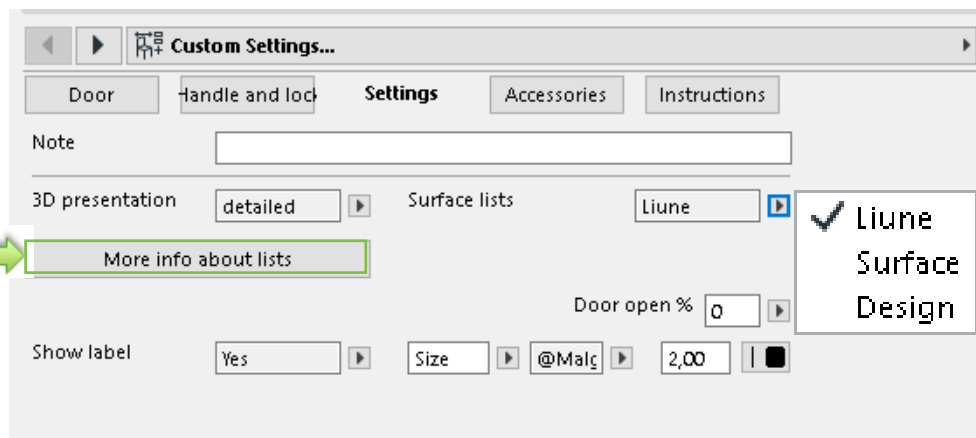 Custom Settings...
Door Handle and lock Settings Accessories Instructions
Note
3D presentation detailed Surface lists Liune
Liune
Surface
Design
More info about lists
Door open % 0
Show label Yes Size @Malg 2,00